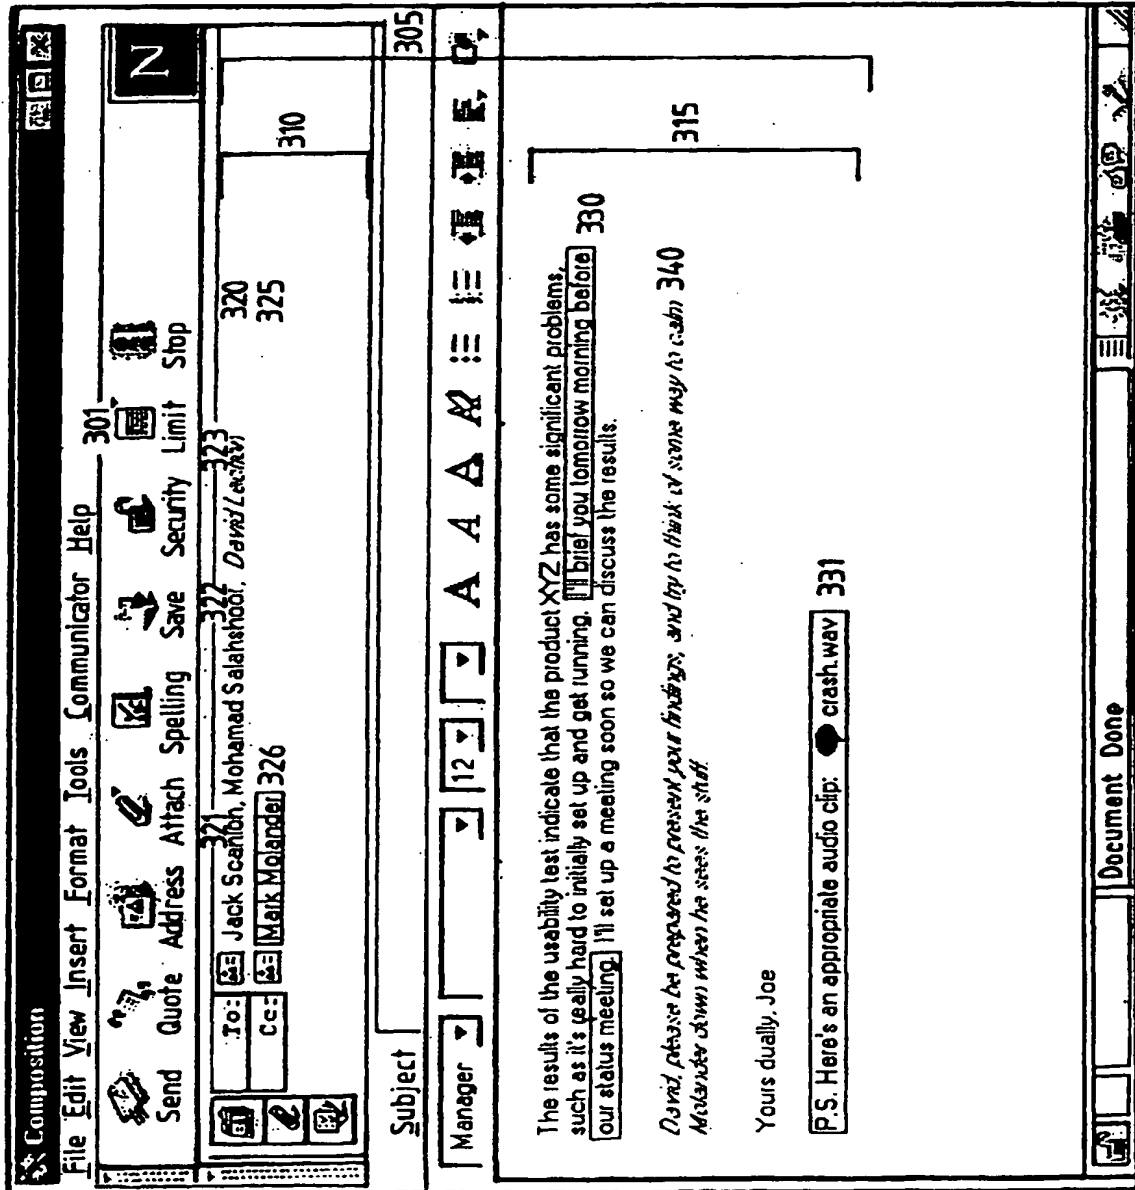 Composition
File Edit View Insert Format Tools Communicator Help
301
Send Quote Address Attach Spelling Save Security Limit Stop
N
321 322 323
To: Jack Scanlon, Mohamad Salahshoor, David
320
Cc: Mark Molander 326
325
310
Subject
305
Manager 12 A A A A
The results of the usability test indicate that the product XYZ has some significant problems,
such as it's really hard to initially set up and get running. I'll brief you tomorrow morning before
330
our status meeting. I'll set up a meeting soon so we can discuss the results.
315
David, please be prepared to present your findings, and try to think of some way to calm 340
Molander down when he sees the stuff.
Yours dually, Joe
P.S. Here's an appropriate audio clip: crash.wav 331
Document Done